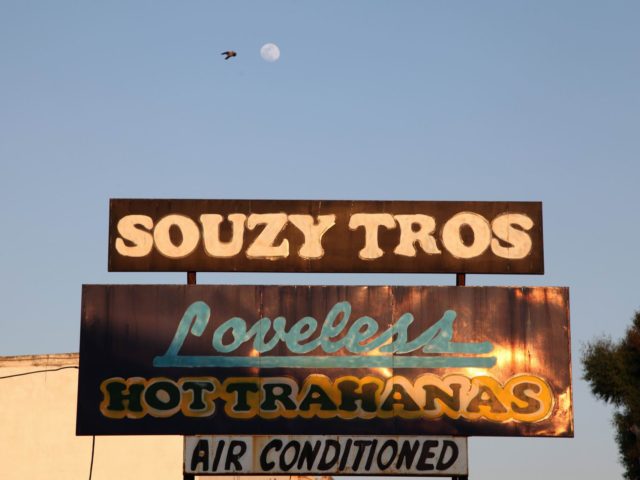 SOUZY TROS
Loveless
HOT TRAHANAS
AIR CONDITIONED